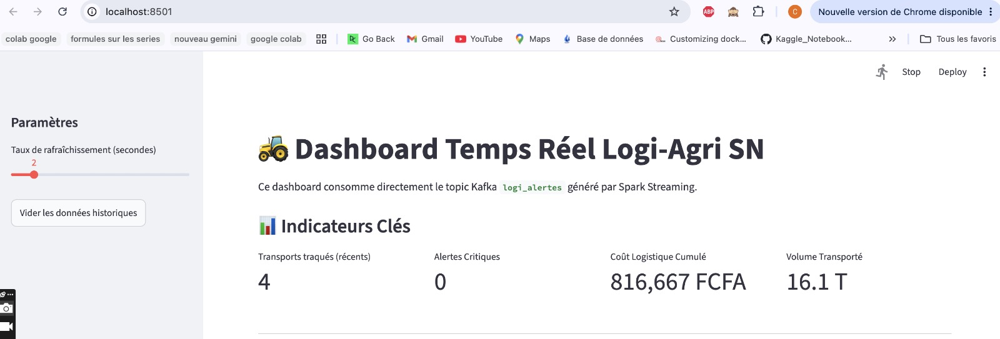 localhost:8501
ABP
C
Nouvelle version de Chrome disponible
colab google
formules sur les series
nouveau gemini
google colab
Go Back
Gmail
YouTube
Maps
Base de données
Customizing dock...
Kaggle_Notebook...
Tous les favoris
Stop
Deploy
Paramètres
Taux de rafraîchissement (secondes)
2
Vider les données historiques
Dashboard Temps Réel Logi-Agri SN
Ce dashboard consomme directement le topic Kafka logi_alertes généré par Spark Streaming.
Indicateurs Clés
Transports traqués (récents)
4
Alertes Critiques
0
Coût Logistique Cumulé
816,667 FCFA
Volume Transporté
16.1 T